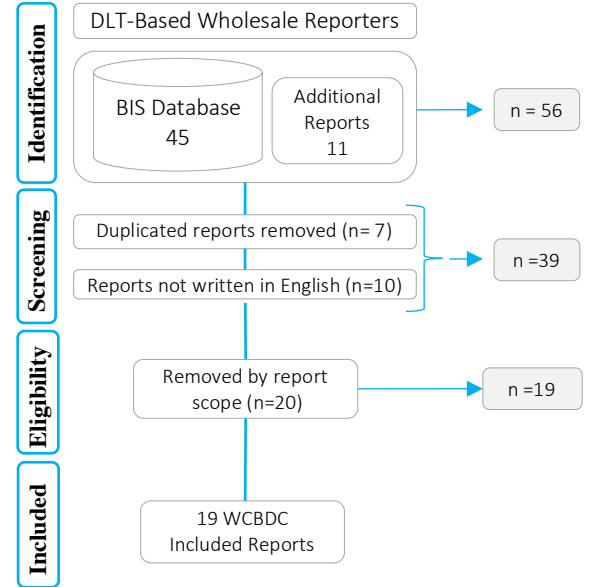 DLT-Based Wholesale Reporters
Identification
BIS Database
45
Additional
Reports
11
n = 56
Screening
Duplicated reports removed (n= 7)
Reports not written in English (n=10)
n =39
Eligibility
Removed by report
scope (n=20)
n =19
Included
19 WCBDC
Included Reports